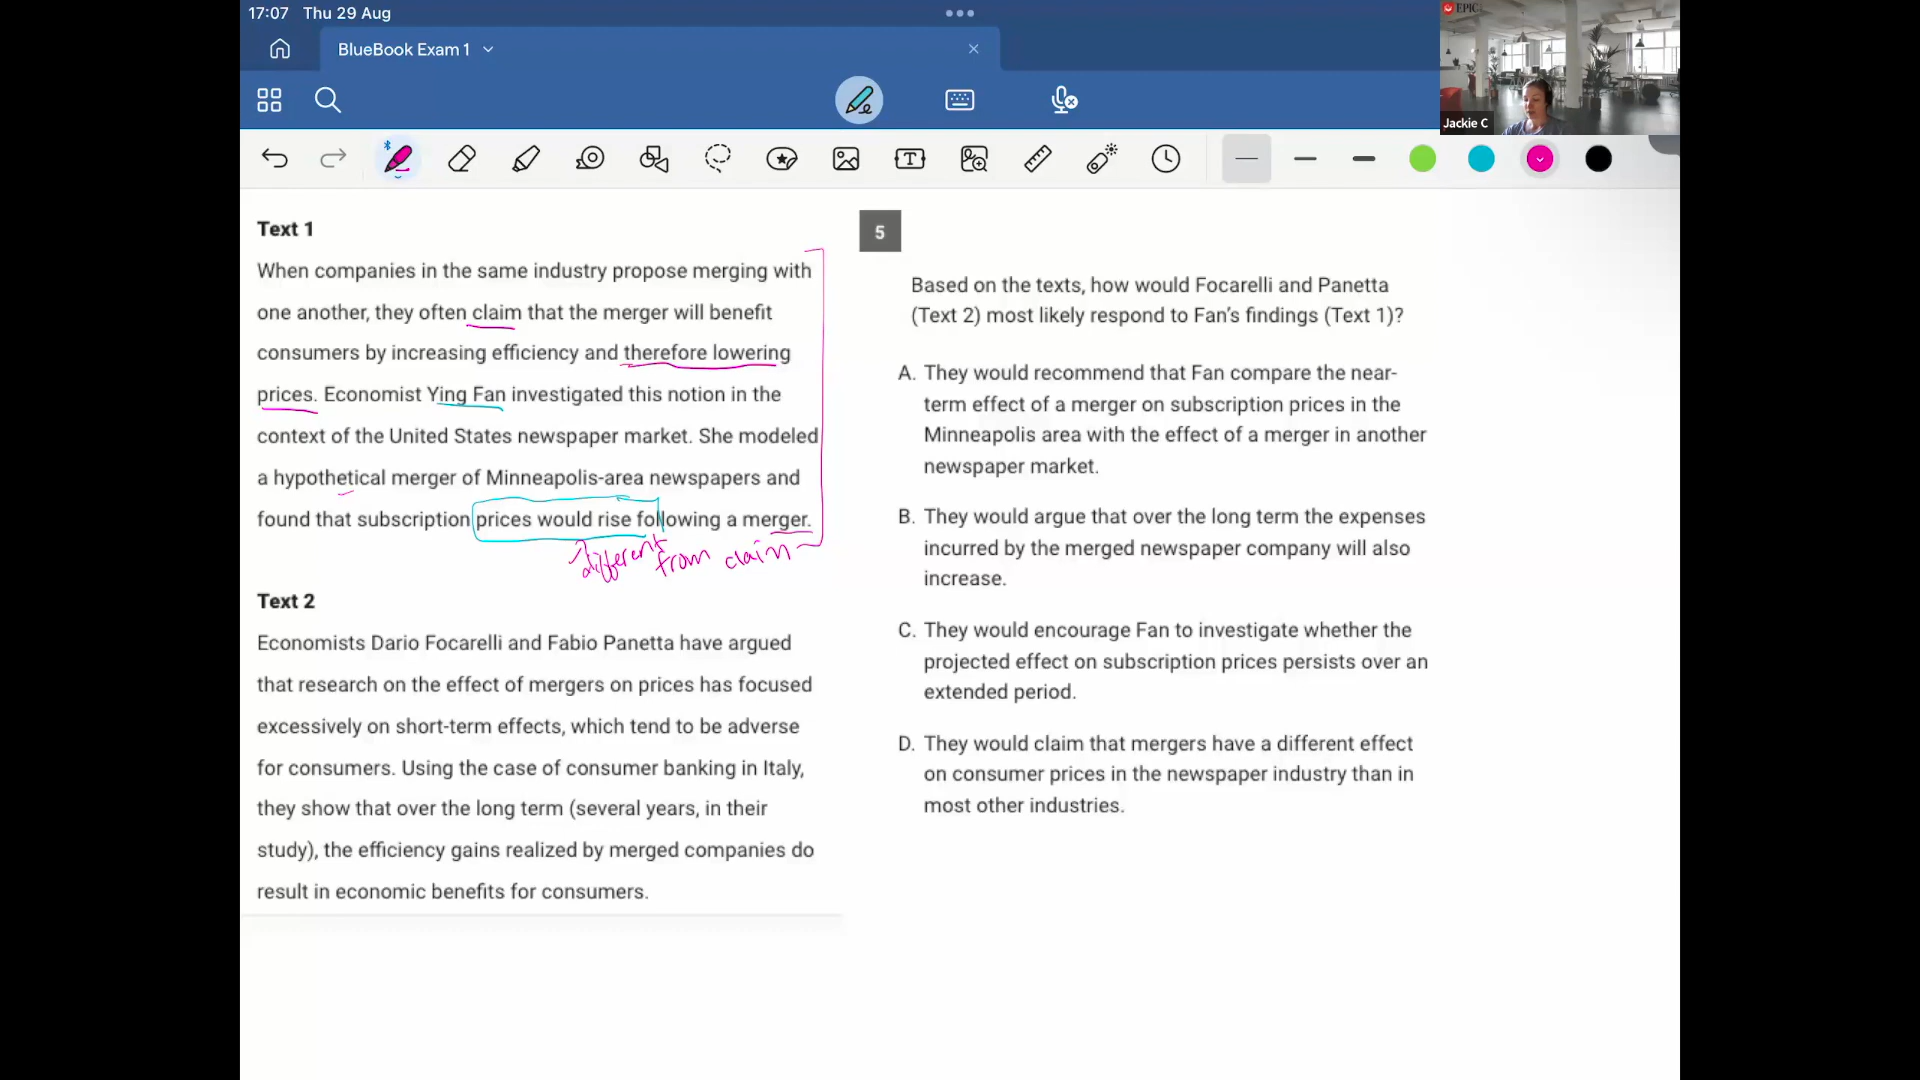 17:07 Thu 29 Aug
BlueBook Exam 1
EPIC
Jackie C
Text 1
When companies in the same industry propose merging with
one another, they often claim that the merger will benefit
consumers by increasing efficiency and therefore lowering
prices. Economist Ying Fan investigated this notion in the
context of the United States newspaper market. She modeled
a hypothetical merger of Minneapolis-area newspapers and
found that subscription prices would rise following a merger.
different from claim
Text 2
Economists Dario Focarelli and Fabio Panetta have argued
that research on the effect of mergers on prices has focused
excessively on short-term effects, which tend to be adverse
for consumers. Using the case of consumer banking in Italy,
they show that over the long term (several years, in their
study), the efficiency gains realized by merged companies do
result in economic benefits for consumers.
5
Based on the texts, how would Focarelli and Panetta
(Text 2) most likely respond to Fan's findings (Text 1)?
A. They would recommend that Fan compare the near-
term effect of a merger on subscription prices in the
Minneapolis area with the effect of a merger in another
newspaper market.
B. They would argue that over the long term the expenses
incurred by the merged newspaper company will also
increase.
C. They would encourage Fan to investigate whether the
projected effect on subscription prices persists over an
extended period.
D. They would claim that mergers have a different effect
on consumer prices in the newspaper industry than in
most other industries.